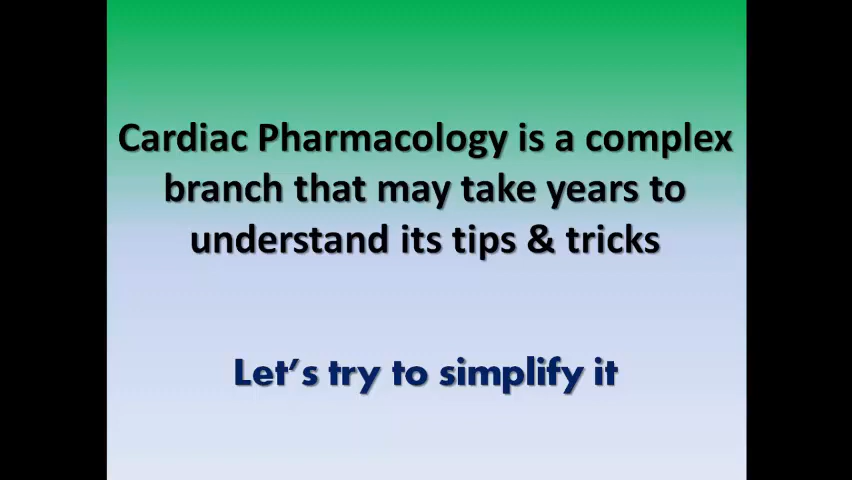 Cardiac Pharmacology is a complex
branch that may take years to
understand its tips & tricks
Let's try to simplify it